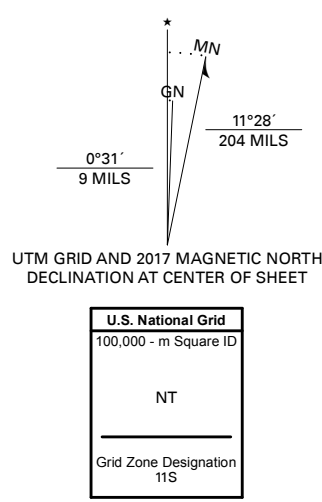 ★
MN
GN
11°28´
204 MILS
0°31´
9 MILS
UTM GRID AND 2017 MAGNETIC NORTH
DECLINATION AT CENTER OF SHEET
U.S. National Grid
100,000 - m Square ID
NT
Grid Zone Designation
11S